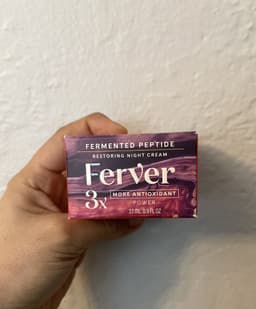 FERMENTED PEPTIDE
RESTORING NIGHT CREAM
Ferver
3x MORE ANTIOXIDANT
POWER